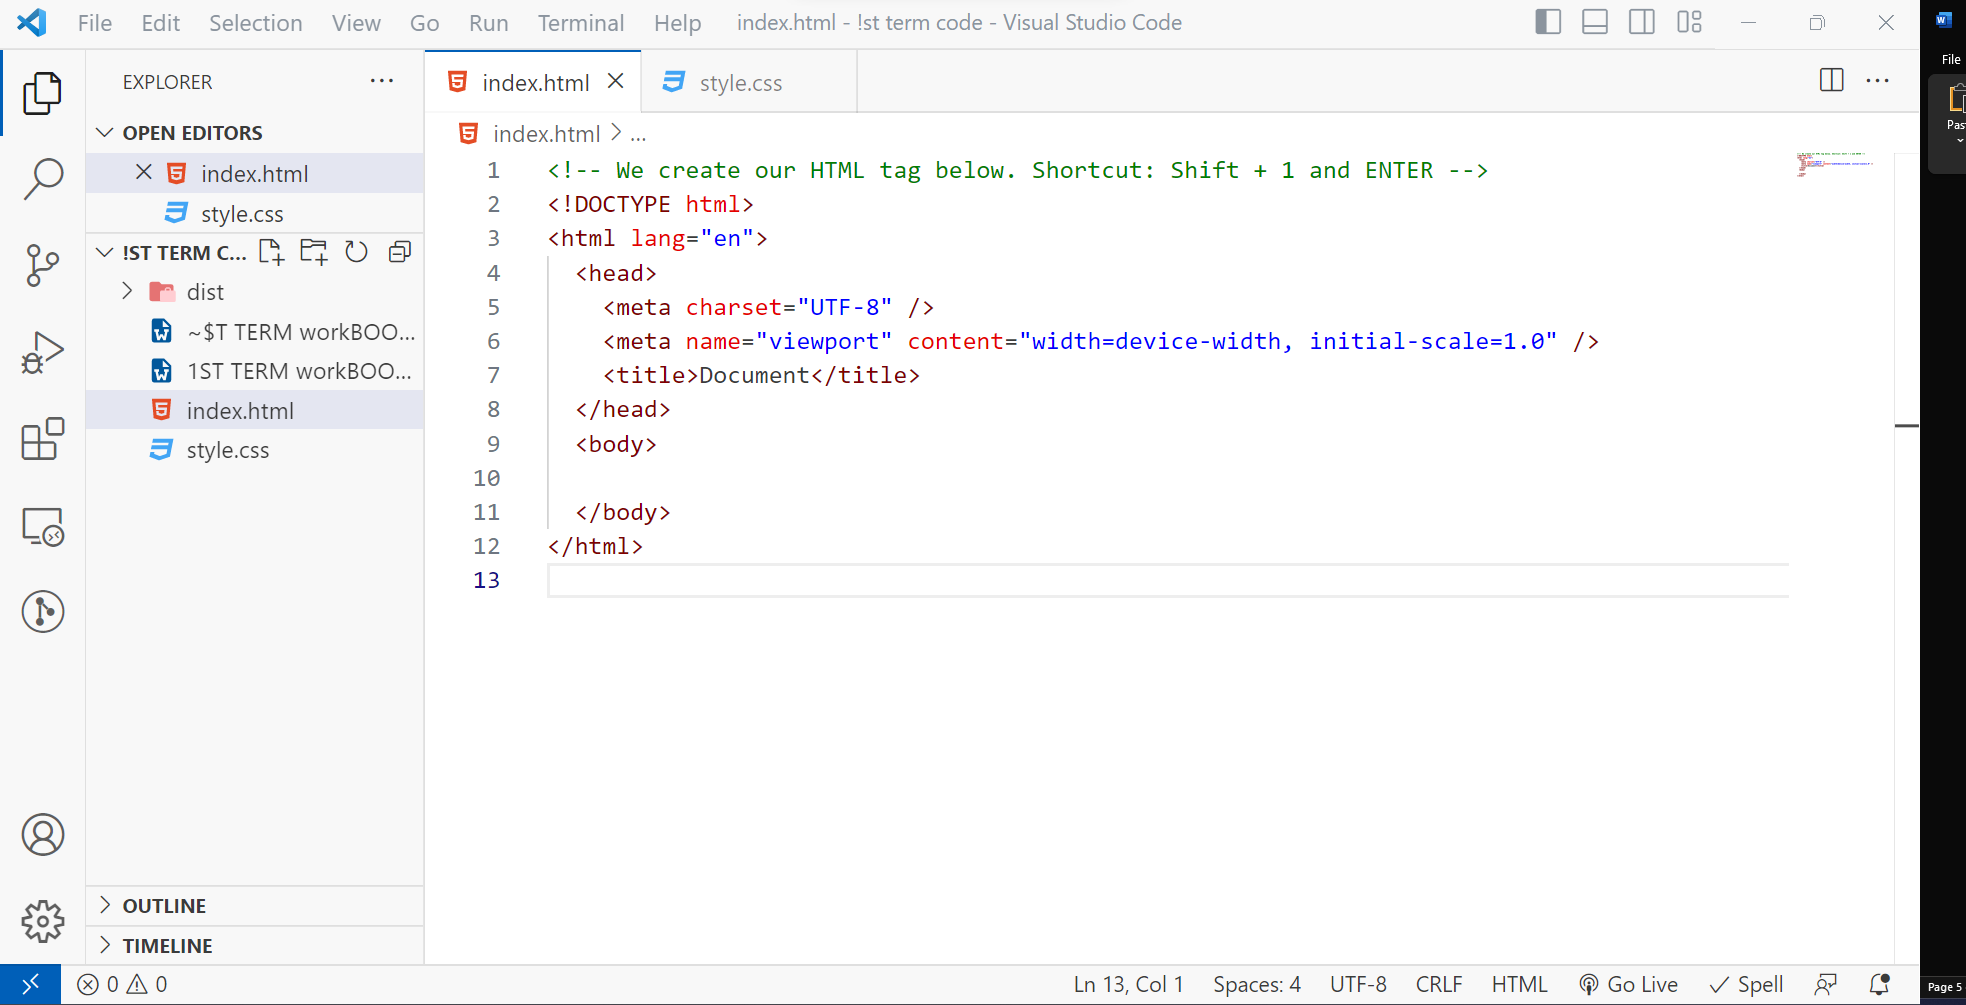 File Edit Selection View Go Run Terminal Help index.html - !st term code - Visual Studio Code
EXPLORER
OPEN EDITORS
index.html
style.css
!ST TERM C...
dist
~$T TERM workBOO...
1ST TERM workBOO...
index.html
style.css
OUTLINE
TIMELINE
index.html style.css
index.html > ...
1 <!-- We create our HTML tag below. Shortcut: Shift + 1 and ENTER -->
2 <!DOCTYPE html>
3 <html lang="en">
4 <head>
5 <meta charset="UTF-8" />
6 <meta name="viewport" content="width=device-width, initial-scale=1.0" />
7 <title>Document</title>
8 </head>
9 <body>
10
11 </body>
12 </html>
13
0 0 Ln 13, Col 1 Spaces: 4 UTF-8 CRLF HTML Go Live Spell
File
Pas
Page 5